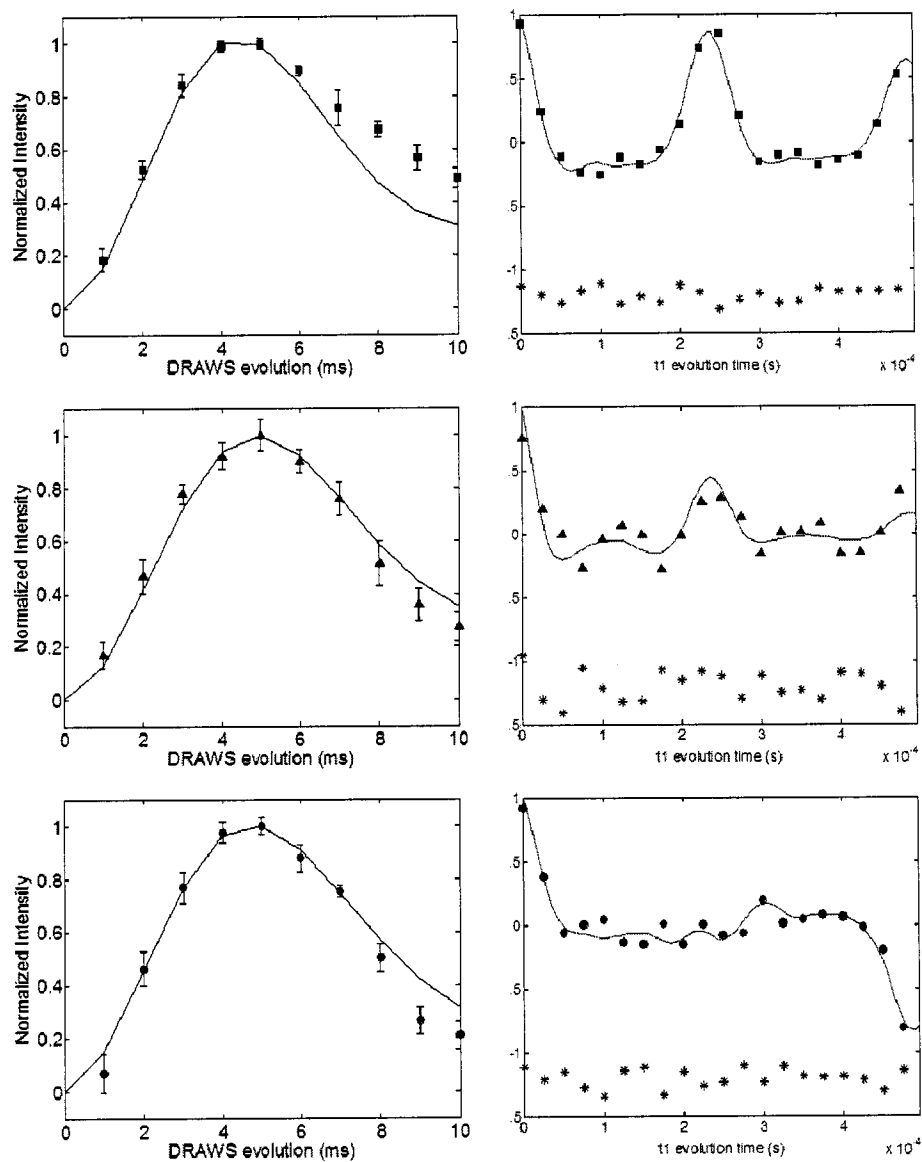 Normalized Intensity
1
0.8
0.6
0.4
0.2
0
0 2 4 6 8 10
DRAWS evolution (ms)
1
.5
0
.5
-1
.5
0 1 2 3 4
t1 evolution time (s)
x 10⁻⁴
Normalized Intensity
1
0.8
0.6
0.4
0.2
0
0 2 4 6 8 10
DRAWS evolution (ms)
1
.5
0
.5
-1
.5
0 1 2 3 4
t1 evolution time (s)
x 10⁻⁴
Normalized Intensity
1
0.8
0.6
0.4
0.2
0
0 2 4 6 8 10
DRAWS evolution (ms)
1
.5
0
.5
-1
.5
0 1 2 3 4
t1 evolution time (s)
x 10⁻⁴